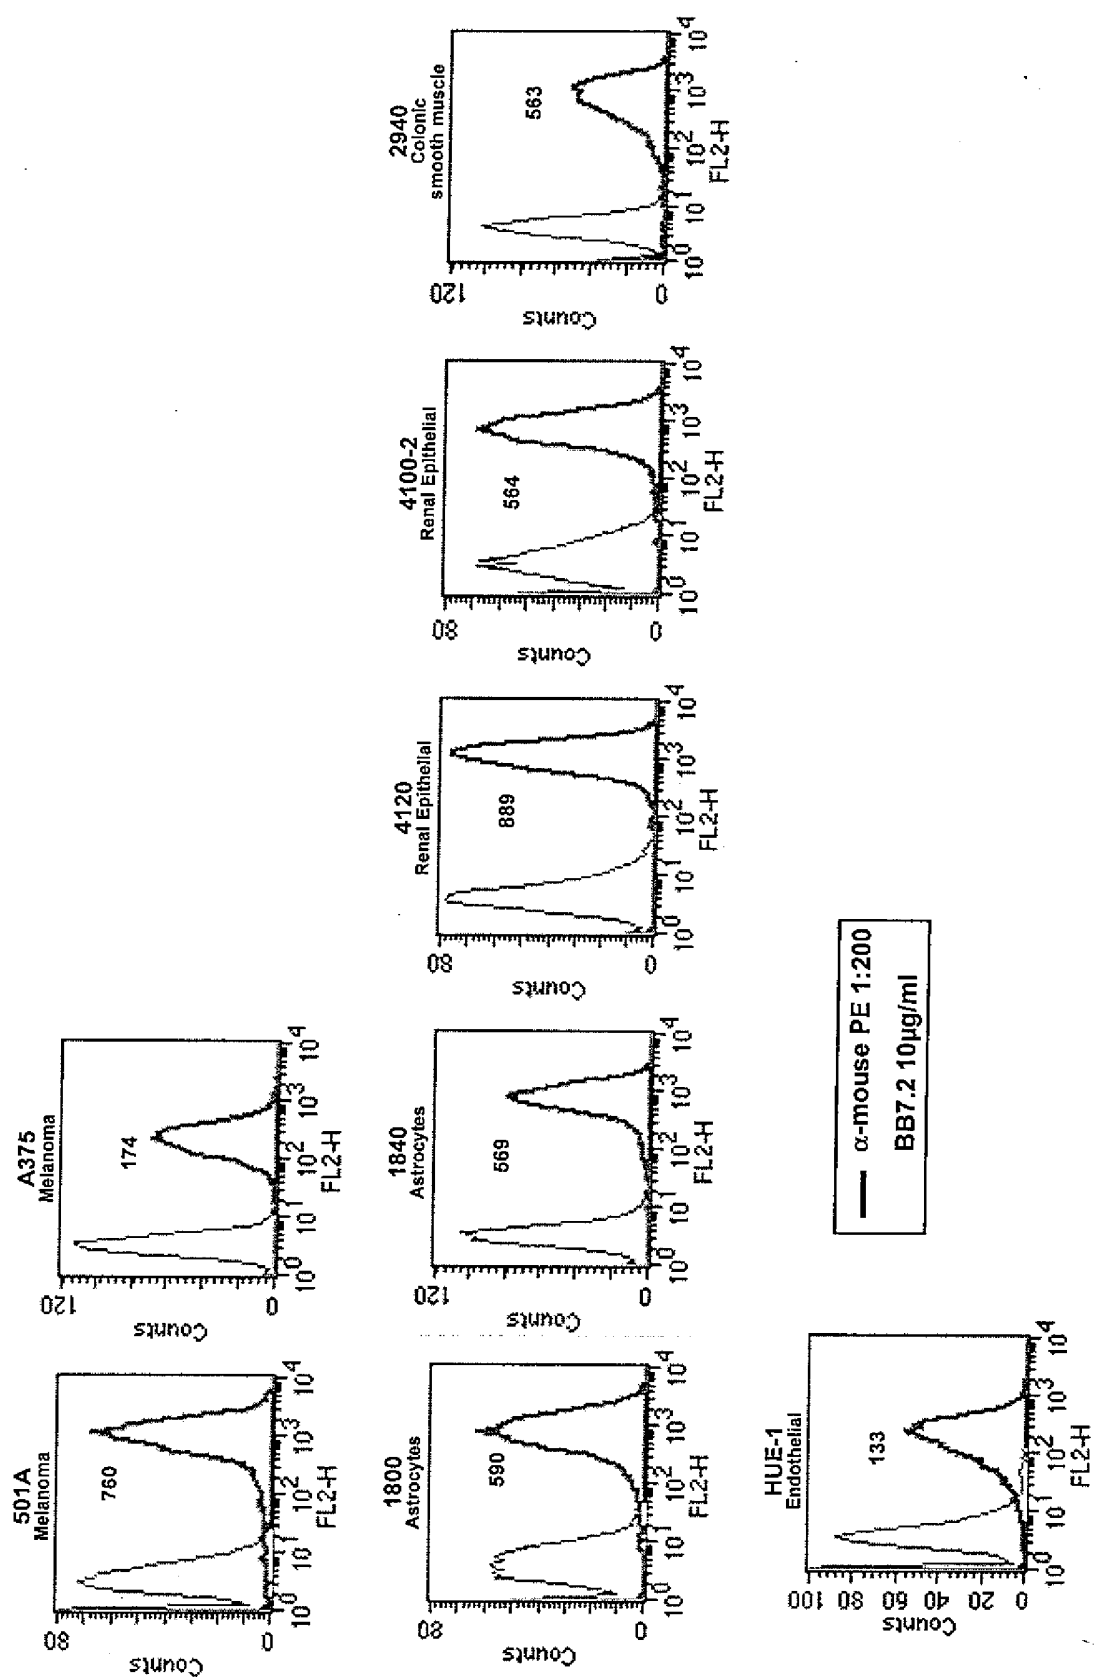 501A
Melanoma
80
Counts
0
760
10^0 10^1 10^2 10^3 10^4
FL2-H
A375
Melanoma
120
Counts
0
174
10^0 10^1 10^2 10^3 10^4
FL2-H
1800
Astrocytes
80
Counts
0
590
10^0 10^1 10^2 10^3 10^4
FL2-H
1840
Astrocytes
120
Counts
0
569
10^0 10^1 10^2 10^3 10^4
FL2-H
4120
Renal Epithelial
80
Counts
0
889
10^0 10^1 10^2 10^3 10^4
FL2-H
4100-2
Renal Epithelial
80
Counts
0
564
10^0 10^1 10^2 10^3 10^4
FL2-H
2940
Colonic
smooth muscle
120
Counts
0
563
10^0 10^1 10^2 10^3 10^4
FL2-H
HUE-1
Endothelial
100
80
60
40
20
0
Counts
133
10^0 10^1 10^2 10^3 10^4
FL2-H
α-mouse PE 1:200
BB7.2 10µg/ml